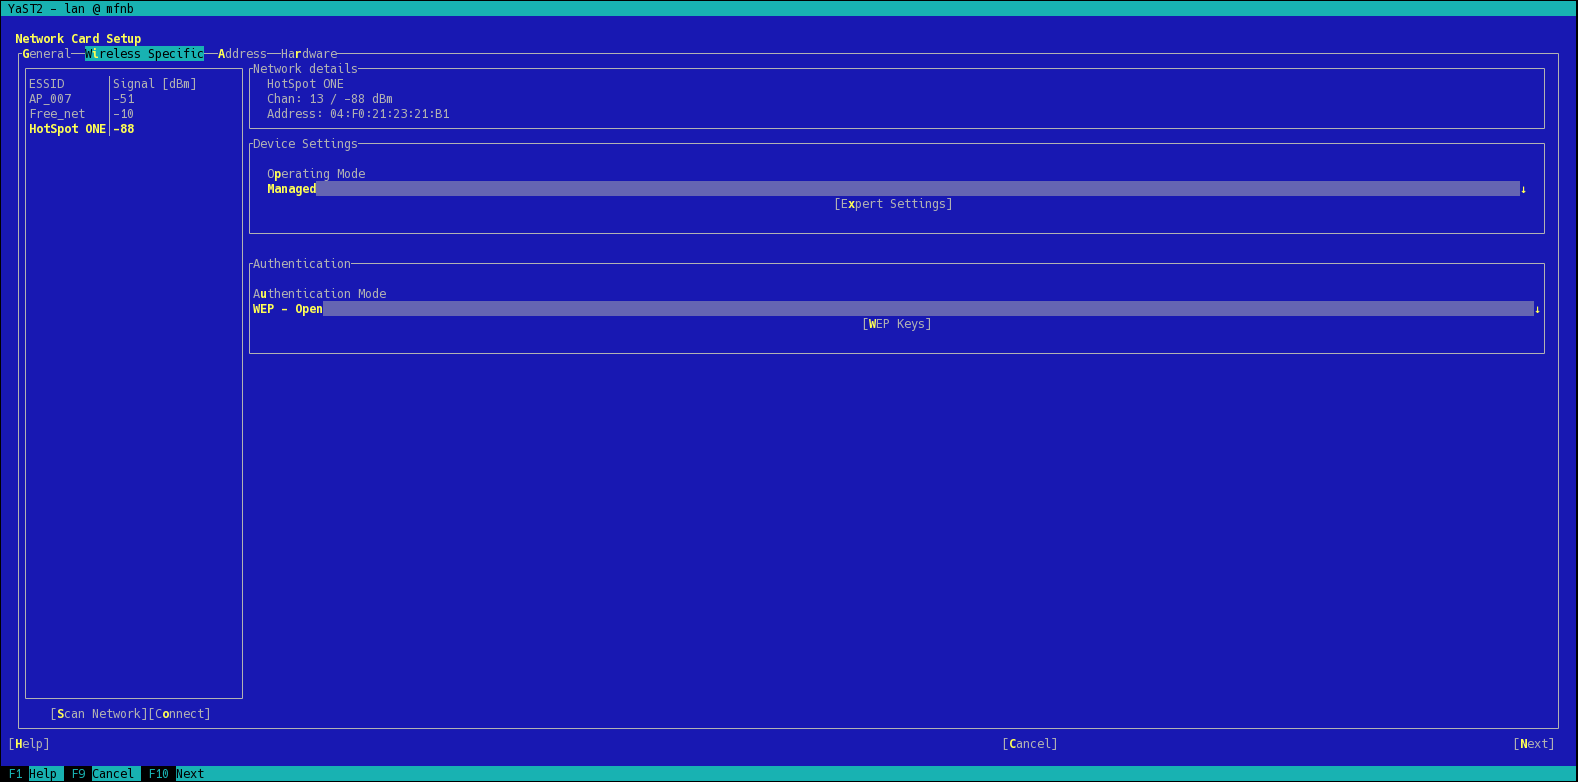 YaST2 - lan @ mfnb
Network Card Setup
General Wireless Specific Address Hardware
ESSID Signal [dBm]
AP_007 -51
Free_net -10
HotSpot ONE -88
Network details
HotSpot ONE
Chan: 13 / -88 dBm
Address: 04:F0:21:23:21:B1
Device Settings
Operating Mode
Managed ↓
[Expert Settings]
Authentication
Authentication Mode
WEP - Open ↓
[WEP Keys]
[Scan Network][Connect]
[Help] [Cancel] [Next]
F1 Help F9 Cancel F10 Next